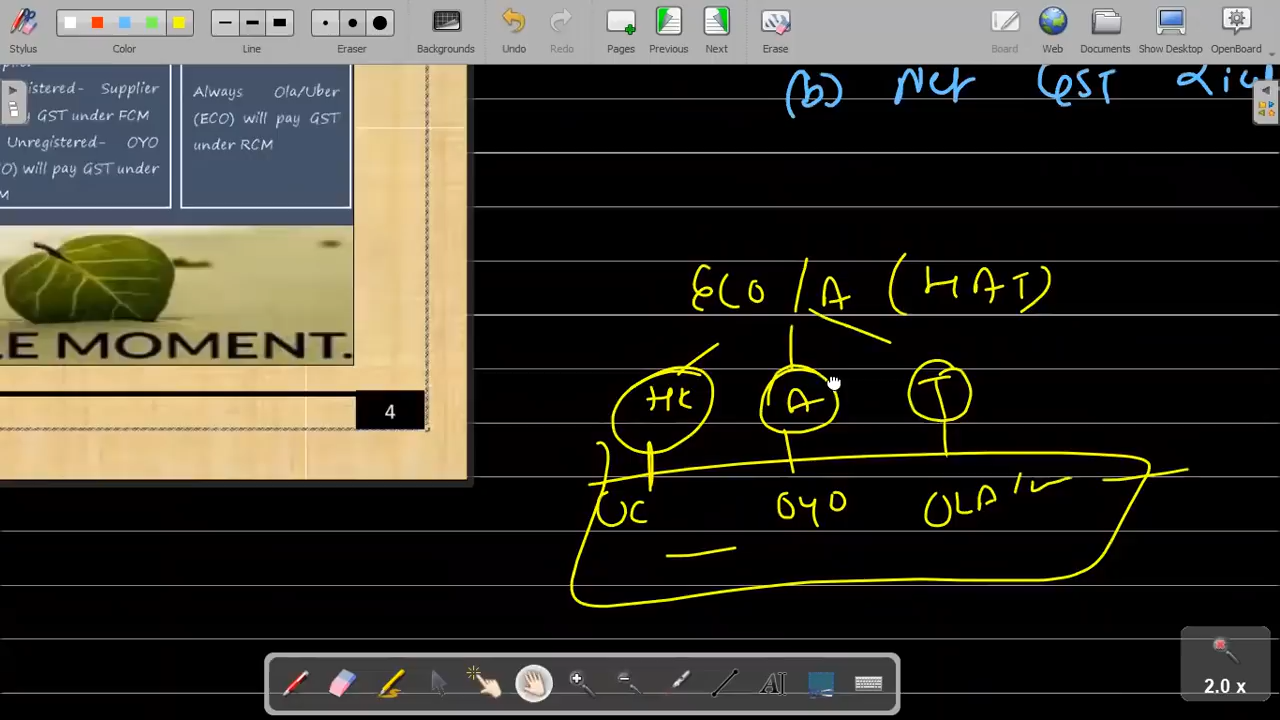 Stylus Color Line Eraser Backgrounds Undo Redo Pages Previous Next Erase Board Web Documents Show Desktop OpenBoard
istered- Supplier
GST under FCM
Unregistered- OYO
O) will pay GST under
M
Always Ola/Uber
(ECO) will pay GST
under RCM
LE MOMENT.
4
(b) Net GST
ECO / A (HAT)
HK A T
UC OYO OLA /
2.0 x